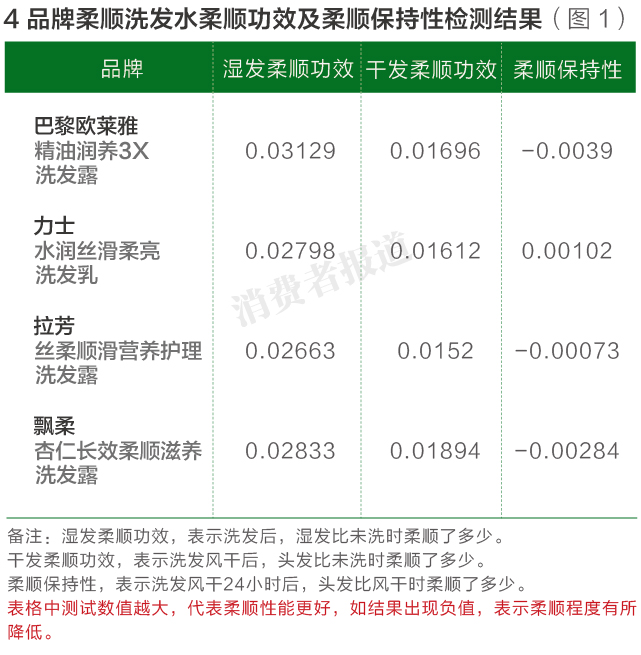 4品牌柔顺洗发水柔顺功效及柔顺保持性检测结果（图1）
品牌 湿发柔顺功效 干发柔顺功效 柔顺保持性
巴黎欧莱雅
精油润养3X 0.03129 0.01696 -0.0039
洗发露
力士
水润丝滑柔亮 0.02798 0.01612 0.00102
洗发乳
消费者报道
拉芳
丝柔顺滑营养护理 0.02663 0.0152 -0.00073
洗发露
飘柔
杏仁长效柔顺滋养 0.02833 0.01894 -0.00284
洗发露
备注：湿发柔顺功效，表示洗发后，湿发比未洗时柔顺了多少。
干发柔顺功效，表示洗发风干后，头发比未洗时柔顺了多少。
柔顺保持性，表示洗发风干24小时后，头发比风干时柔顺了多少。
表格中测试数值越大，代表柔顺性能更好，如结果出现负值，表示柔顺程度有所
降低。